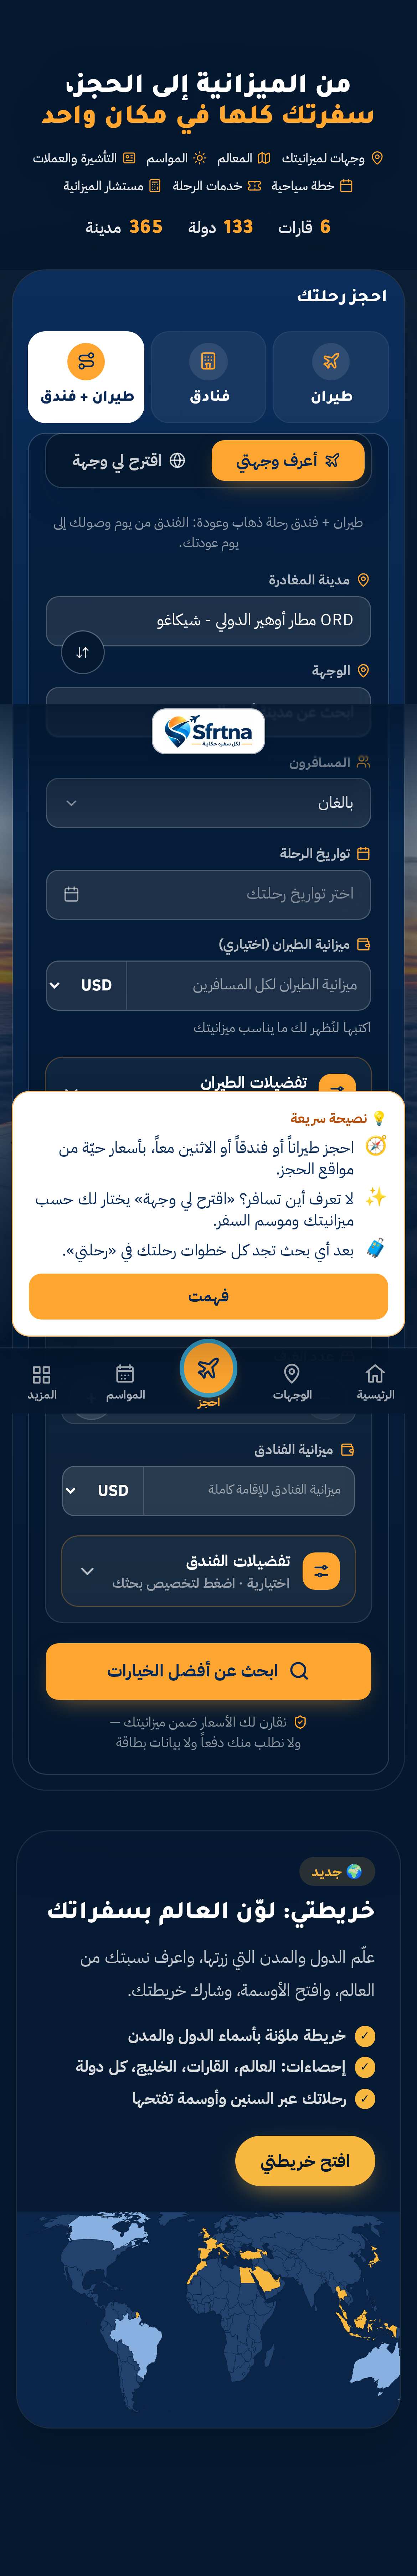 من الميزانية إلى الحجز،
سفرتك كلها في مكان واحد
وجهات لميزانيتك المعالم المواسم التأشيرة والعملات
خطة سياحية خدمات الرحلة مستشار الميزانية
6 قارات 133 دولة 365 مدينة
احجز رحلتك
طيران فنادق طيران + فندق
أعرف وجهتي اقترح لي وجهة
طيران + فندق رحلة ذهاب وعودة: الفندق من يوم وصولك إلى
يوم عودتك.
مدينة المغادرة
ORD مطار أوهير الدولي - شيكاغو
الوجهة
ابحث عن مدينة
Sfrtna
لكل سفره حكاية
المسافرون
بالغان
تواريخ الرحلة
اختر تواريخ رحلتك
ميزانية الطيران (اختياري)
ميزانية الطيران لكل المسافرين USD
اكتبها لنُظهر لك ما يناسب ميزانيتك
تفضيلات الطيران
💡 نصيحة سريعة
🧭 احجز طيراناً أو فندقاً أو الاثنين معاً، بأسعار حيّة من
مواقع الحجز.
✨ لا تعرف أين تسافر؟ «اقترح لي وجهة» يختار لك حسب
ميزانيتك وموسم السفر.
🧳 بعد أي بحث تجد كل خطوات رحلتك في «رحلتي».
فهمت
الرئيسية الوجهات احجز المواسم المزيد
ميزانية الفنادق
ميزانية الفنادق للإقامة كاملة USD
تفضيلات الفندق
اختيارية · اضغط لتخصيص بحثك
ابحث عن أفضل الخيارات
نقارن لك الأسعار ضمن ميزانيتك —
ولا نطلب منك دفعاً ولا بيانات بطاقة
🌍 جديد
خريطتي: لوّن العالم بسفراتك
علّم الدول والمدن التي زرتها، واعرف نسبتك من
العالم، وافتح الأوسمة، وشارك خريطتك.
✓ خريطة ملوّنة بأسماء الدول والمدن
✓ إحصاءات: العالم، القارات، الخليج، كل دولة
✓ رحلاتك عبر السنين وأوسمة تفتحها
افتح خريطتي